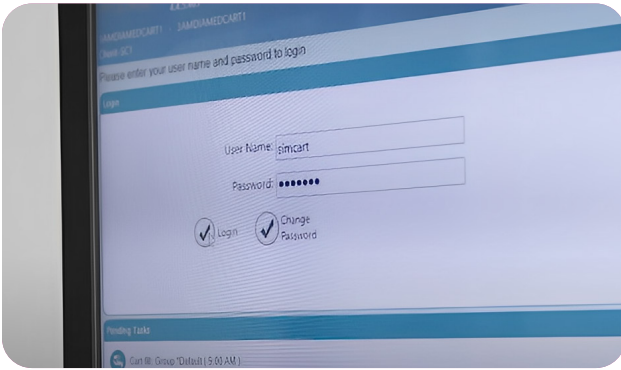 JAMDIAMEDCART1 : JAMDIAMEDCART1
Please enter your user name and password to login
Login
User Name: simcart
Password: •••••••
Login
Change
Password
Pending Tasks
Cart fill: Group *Default ( 5:00 AM )